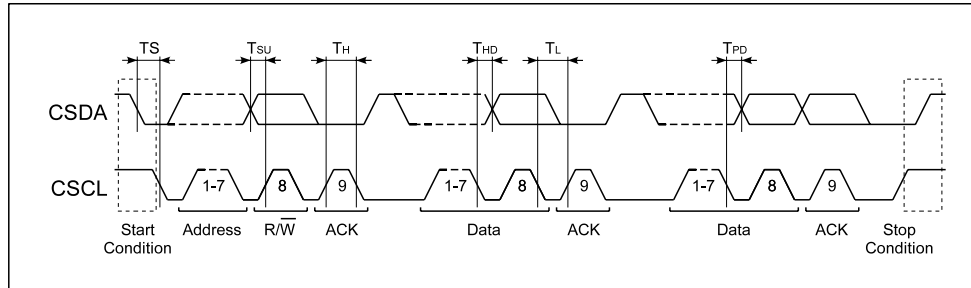 TS TSU TH THD TL TPD
CSDA
CSCL 1-7 8 9 1-7 8 9 1-7 8 9
Start Condition Address R/W̅ ACK Data ACK Data ACK Stop Condition